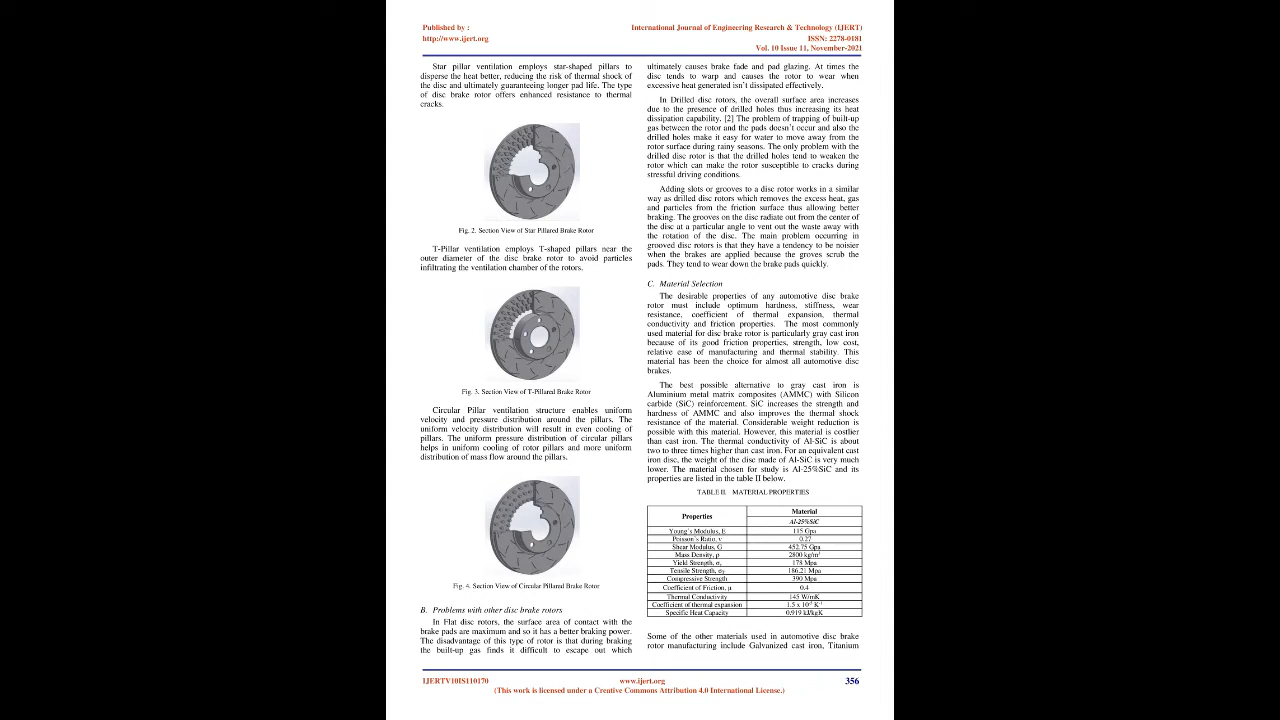 Published by :
http://www.ijert.org
International Journal of Engineering Research & Technology (IJERT)
ISSN: 2278-0181
Vol. 10 Issue 11, November-2021
Star pillar ventilation employs star-shaped pillars to
disperse the heat better, reducing the risk of thermal shock of
the disc and ultimately guaranteeing longer pad life. The type
of disc brake rotor offers enhanced resistance to thermal
cracks.
Fig. 2. Section View of Star Pillared Brake Rotor
T-Pillar ventilation employs T-shaped pillars near the
outer diameter of the disc brake rotor to avoid particles
infiltrating the ventilation chamber of the rotors.
Fig. 3. Section View of T-Pillared Brake Rotor
Circular Pillar ventilation structure enables uniform
velocity and pressure distribution around the pillars. The
uniform velocity distribution will result in even cooling of
pillars. The uniform pressure distribution of circular pillars
helps in uniform cooling of rotor pillars and more uniform
distribution of mass flow around the pillars.
Fig. 4. Section View of Circular Pillared Brake Rotor
B. Problems with other disc brake rotors
In Flat disc rotors, the surface area of contact with the
brake pads are maximum and so it has a better braking power.
The disadvantage of this type of rotor is that during braking
the built-up gas finds it difficult to escape out which
ultimately causes brake fade and pad glazing. At times the
disc tends to warp and causes the rotor to wear when
excessive heat generated isn't dissipated effectively.
In Drilled disc rotors, the overall surface area increases
due to the presence of drilled holes thus increasing its heat
dissipation capability. [2] The problem of trapping of built-up
gas between the rotor and the pads doesn't occur and also the
drilled holes make it easy for water to move away from the
rotor surface during rainy seasons. The only problem with the
drilled disc rotor is that the drilled holes tend to weaken the
rotor which can make the rotor susceptible to cracks during
stressful driving conditions.
Adding slots or grooves to a disc rotor works in a similar
way as drilled disc rotors which removes the excess heat, gas
and particles from the friction surface thus allowing better
braking. The grooves on the disc radiate out from the center of
the disc at a particular angle to vent out the waste away with
the rotation of the disc. The main problem occurring in
grooved disc rotors is that they have a tendency to be noisier
when the brakes are applied because the groves scrub the
pads. They tend to wear down the brake pads quickly.
C. Material Selection
The desirable properties of any automotive disc brake
rotor must include optimum hardness, stiffness, wear
resistance, coefficient of thermal expansion, thermal
conductivity and friction properties. The most commonly
used material for disc brake rotor is particularly gray cast iron
because of its good friction properties, strength, low cost,
relative ease of manufacturing and thermal stability. This
material has been the choice for almost all automotive disc
brakes.
The best possible alternative to gray cast iron is
Aluminium metal matrix composites (AMMC) with Silicon
carbide (SiC) reinforcement. SiC increases the strength and
hardness of AMMC and also improves the thermal shock
resistance of the material. Considerable weight reduction is
possible with this material. However, this material is costlier
than cast iron. The thermal conductivity of Al-SiC is about
two to three times higher than cast iron. For an equivalent cast
iron disc, the weight of the disc made of Al-SiC is very much
lower. The material chosen for study is Al-25%SiC and its
properties are listed in the table II below.
TABLE II. MATERIAL PROPERTIES
Properties Material
Al-25%SiC
Young's Modulus, E 115 Gpa
Poisson's Ratio, ν 0.27
Shear Modulus, G 452.75 Gpa
Mass Density, ρ 2800 kg/m³
Yield Strength, σ 178 Mpa
Tensile Strength, σ 186.21 Mpa
Compressive Strength 390 Mpa
Coefficient of Friction, μ 0.4
Thermal Conductivity 145 W/mK
Coefficient of thermal expansion 1.5 x 10 K⁻¹
Specific Heat Capacity 0.919 kJ/kgK
Some of the other materials used in automotive disc brake
rotor manufacturing include Galvanized cast iron, Titanium
IJERTV10IS110170
www.ijert.org
356
(This work is licensed under a Creative Commons Attribution 4.0 International License.)